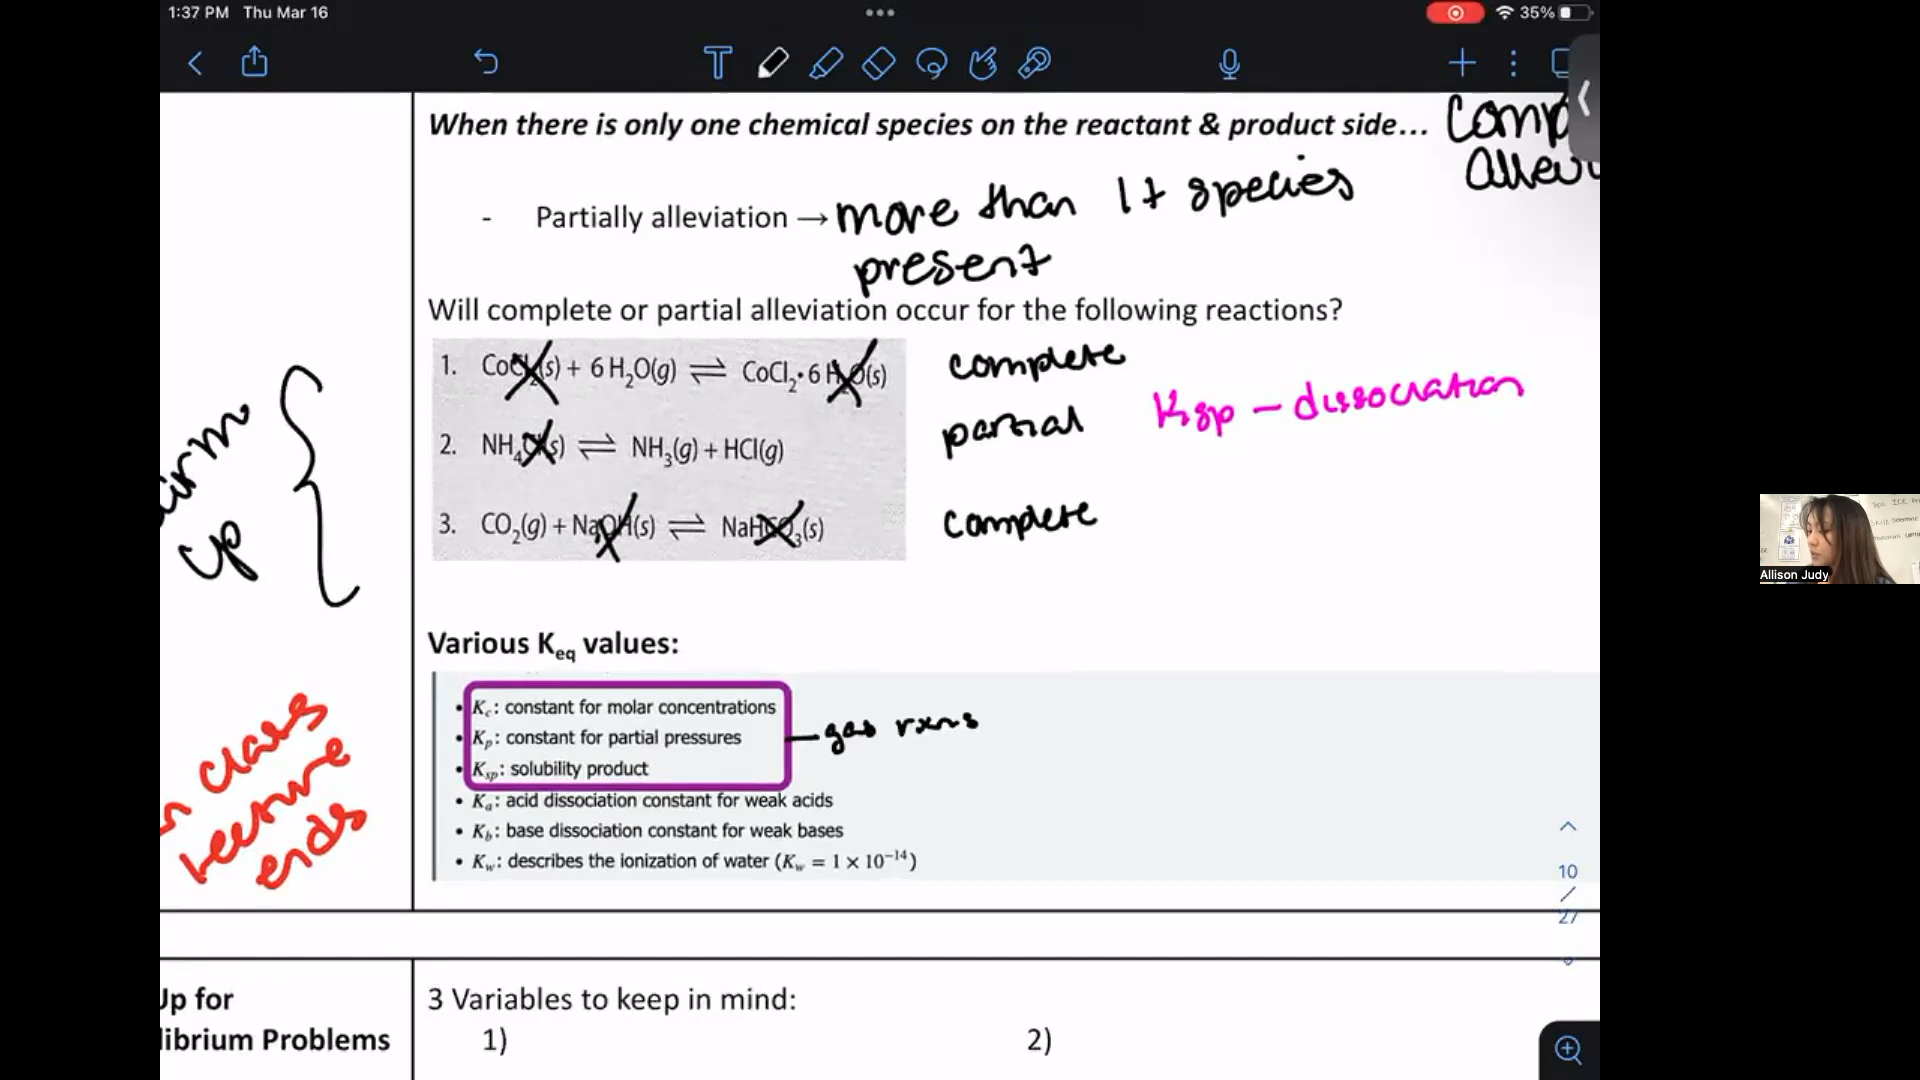 1:37 PM Thu Mar 16
35%
When there is only one chemical species on the reactant & product side...
- Partially alleviation → more than 1+ species
present
Will complete or partial alleviation occur for the following reactions?
1. CoCl₂(s) + 6 H₂O(g) ⇌ CoCl₂•6 H₂O(s) complete
2. NH₄Cl(s) ⇌ NH₃(g) + HCl(g) partial Ksp – dissociation
3. CO₂(g) + NaOH(s) ⇌ NaHCO₃(s) complete
up
Various Keq values:
• Kc: constant for molar concentrations
• Kp: constant for partial pressures — gas rxns
• Ksp: solubility product
• Ka: acid dissociation constant for weak acids
• Kb: base dissociation constant for weak bases
• Kw: describes the ionization of water (Kw = 1 × 10⁻¹⁴)
class
lecture
ends
10
/
27
Up for
librium Problems
3 Variables to keep in mind:
1) 2)
Allison Judy